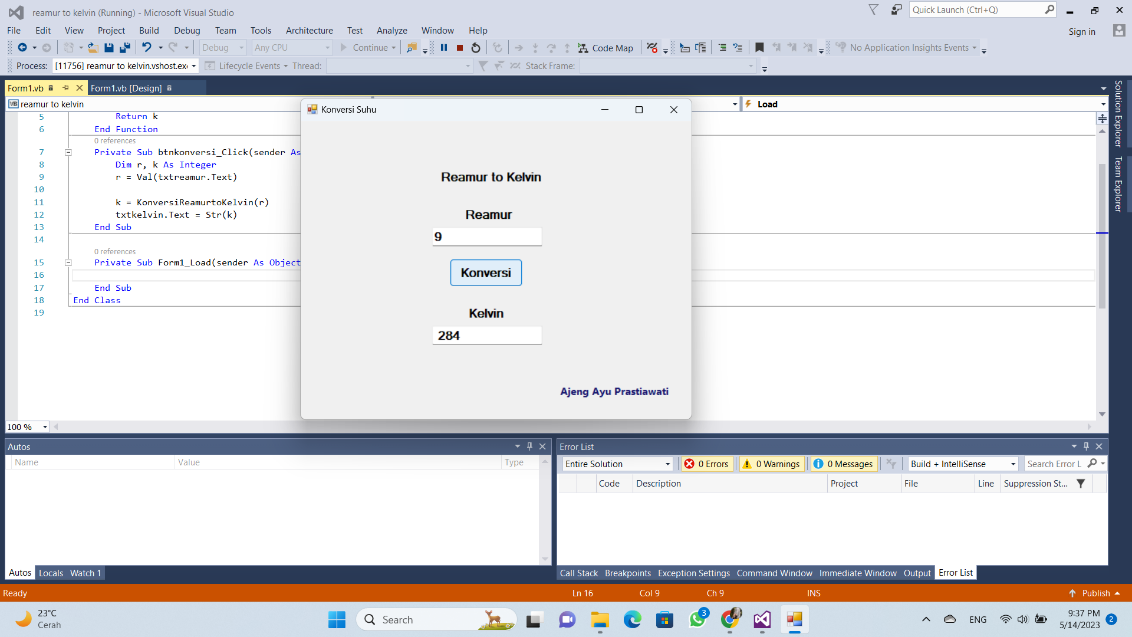 reamur to kelvin (Running) - Microsoft Visual Studio
Quick Launch (Ctrl+Q)
File Edit View Project Build Debug Team Tools Architecture Test Analyze Window Help
Sign in
Debug Any CPU Continue Code Map No Application Insights Events
Process: [11756] reamur to kelvin.vshost.exe Lifecycle Events Thread: Stack Frame:
Form1.vb Form1.vb [Design]
reamur to kelvin
Load
5 Return k
6 End Function
0 references
7 Private Sub btnkonversi_Click(sender As
8 Dim r, k As Integer
9 r = Val(txtreamur.Text)
10
11 k = KonversiReamurtoKelvin(r)
12 txtkelvin.Text = Str(k)
13 End Sub
14
0 references
15 Private Sub Form1_Load(sender As Object
16
17 End Sub
18 End Class
19
100 %
Konversi Suhu
Reamur to Kelvin
Reamur
9
Konversi
Kelvin
284
Ajeng Ayu Prastiawati
Solution Explorer
Team Explorer
Autos
Name Value Type
Autos Locals Watch 1
Error List
Entire Solution 0 Errors 0 Warnings 0 Messages Build + IntelliSense Search Error L
Code Description Project File Line Suppression St...
Call Stack Breakpoints Exception Settings Command Window Immediate Window Output Error List
Ready Ln 16 Col 9 Ch 9 INS Publish
23°C
Cerah
Search
3
ENG
9:37 PM
5/14/2023
2